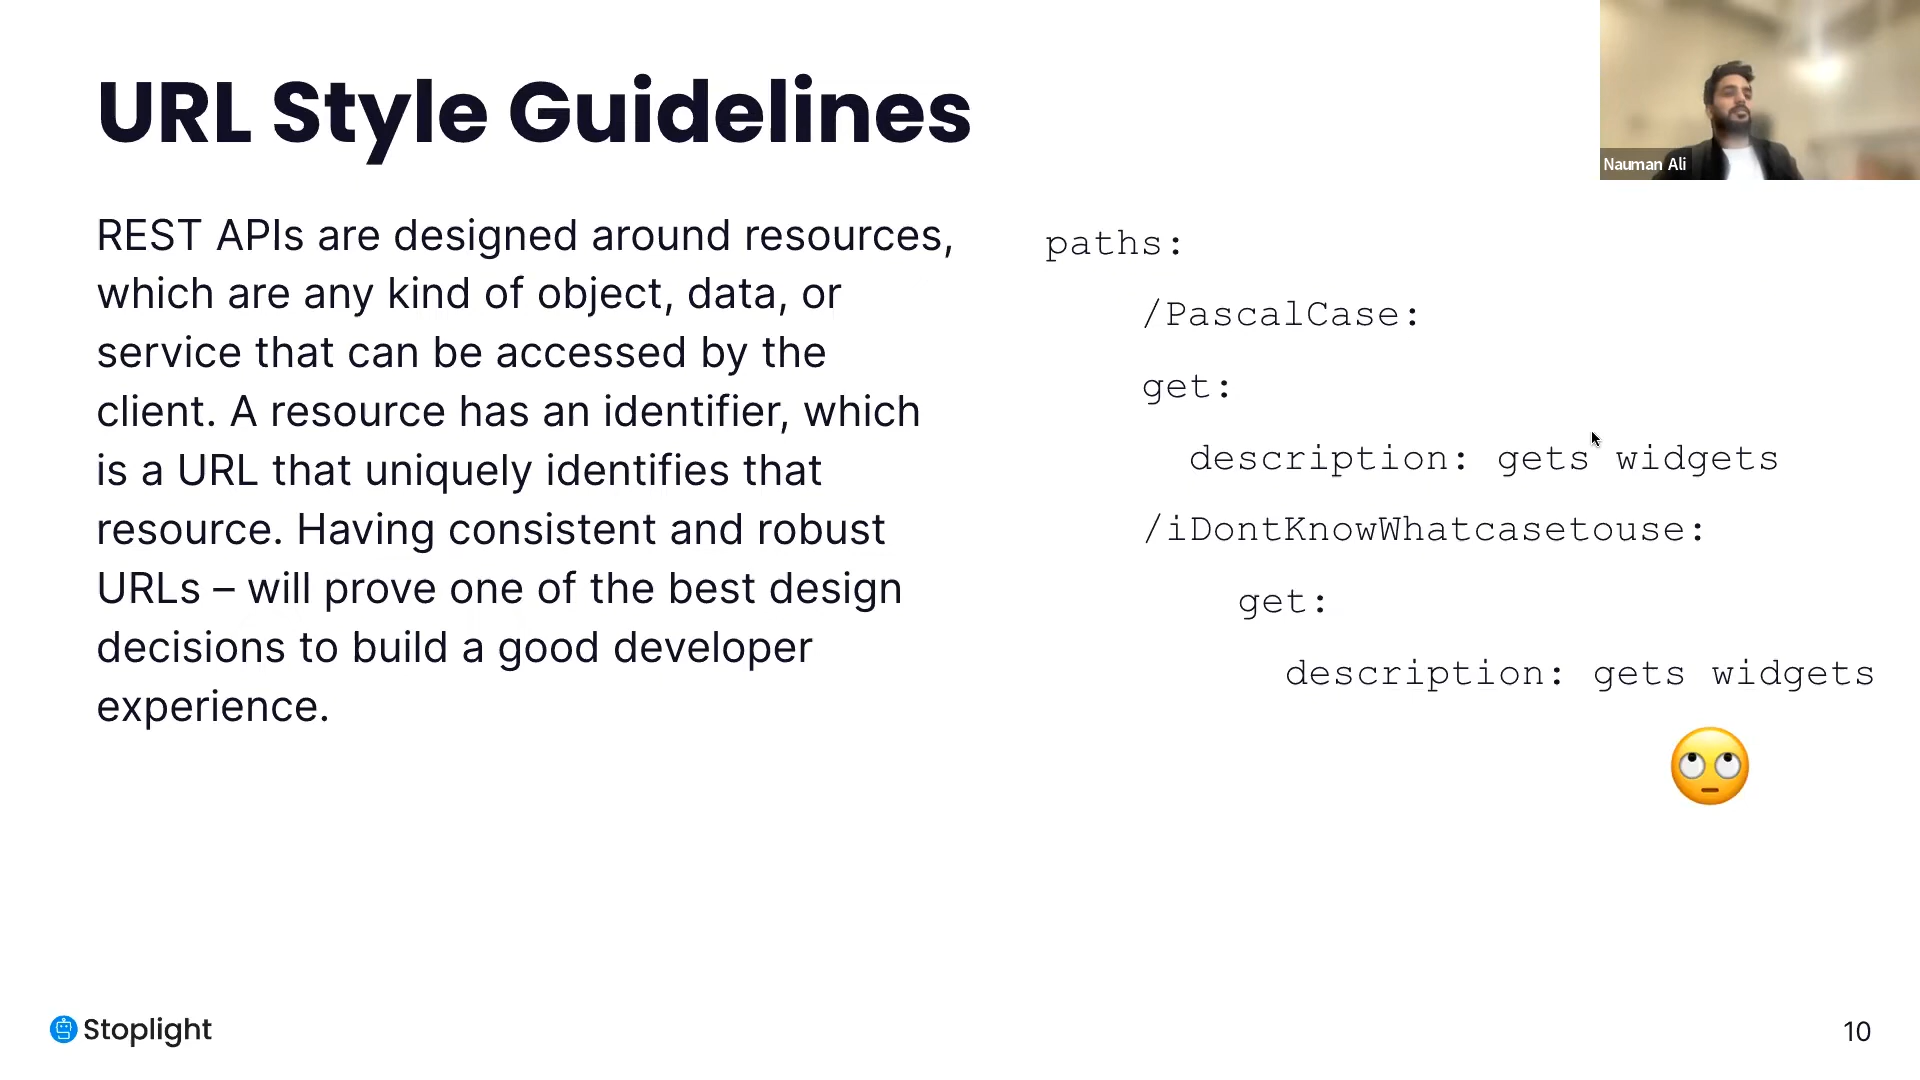 URL Style Guidelines
Nauman Ali
REST APIs are designed around resources,
which are any kind of object, data, or
service that can be accessed by the
client. A resource has an identifier, which
is a URL that uniquely identifies that
resource. Having consistent and robust
URLs – will prove one of the best design
decisions to build a good developer
experience.
paths:
/PascalCase:
get:
description: gets widgets
/iDontKnowWhatcasetouse:
get:
description: gets widgets
Stoplight
10